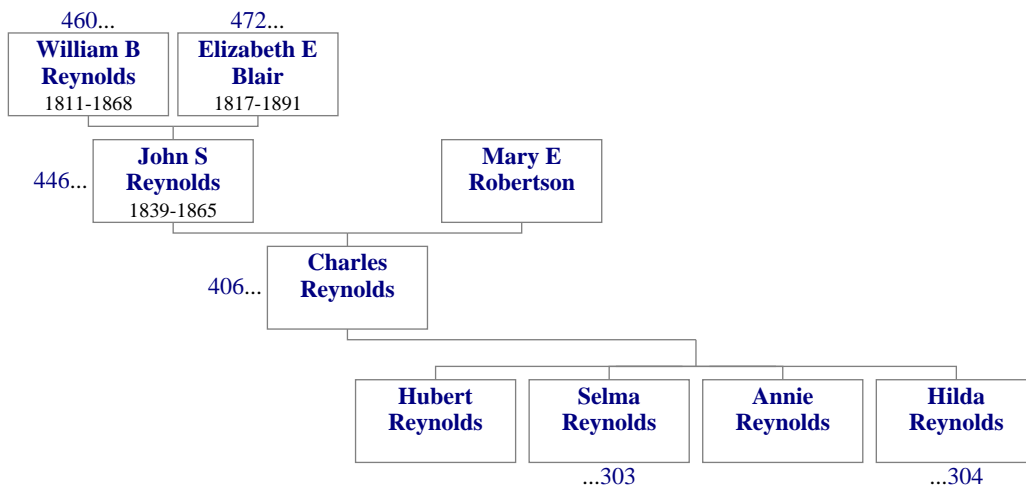 460...
William B
Reynolds
1811-1868
472...
Elizabeth E
Blair
1817-1891
446...
John S
Reynolds
1839-1865
Mary E
Robertson
406...
Charles
Reynolds
Hubert
Reynolds
Selma
Reynolds
...303
Annie
Reynolds
Hilda
Reynolds
...304